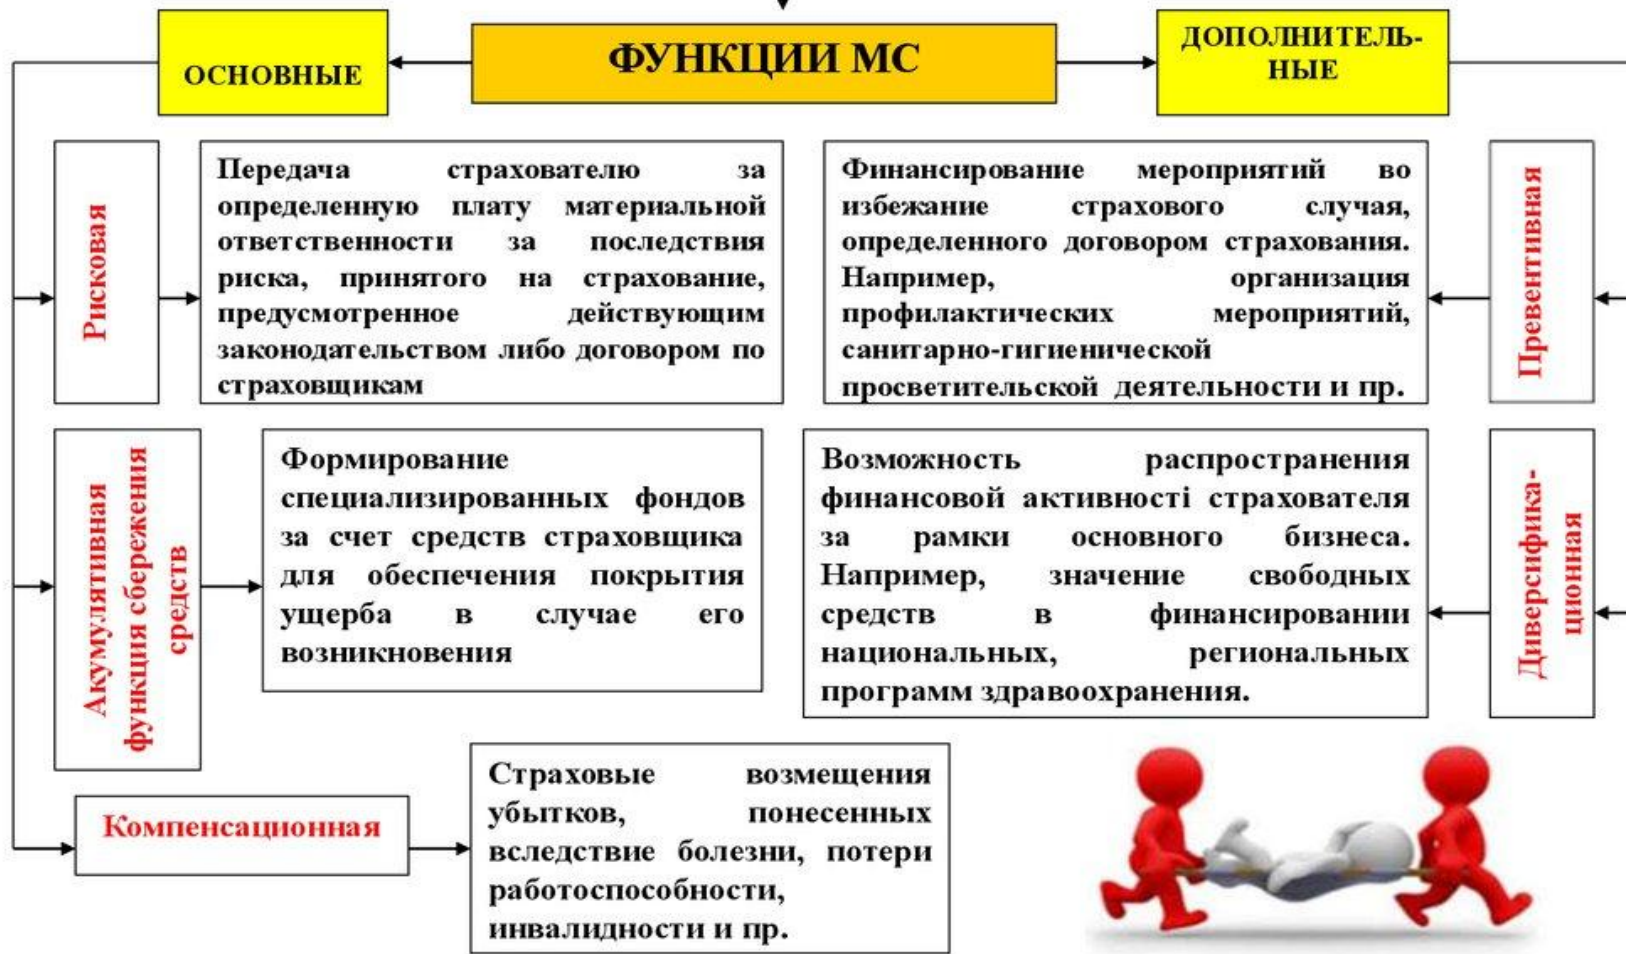 ФУНКЦИИ МС
ОСНОВНЫЕ
ДОПОЛНИТЕЛЬ-
НЫЕ
Рисковая
Передача страхователю за
определенную плату материальной
ответственности за последствия
риска, принятого на страхование,
предусмотренное действующим
законодательством либо договором по
страховщикам
Финансирование мероприятий во
избежание страхового случая,
определенного договором страхования.
Например, организация
профилактических мероприятий,
санитарно-гигиенической
просветительской деятельности и пр.
Превентивная
Акумулятивная
функция сбережения
средств
Формирование
специализированных фондов
за счет средств страховщика
для обеспечения покрытия
ущерба в случае его
возникновения
Возможность распространения
финансовой активності страхователя
за рамки основного бизнеса.
Например, значение свободных
средств в финансировании
национальных, региональных
программ здравоохранения.
Диверсифика-
ционная
Компенсационная
Страховые возмещения
убытков, понесенных
вследствие болезни, потери
работоспособности,
инвалидности и пр.